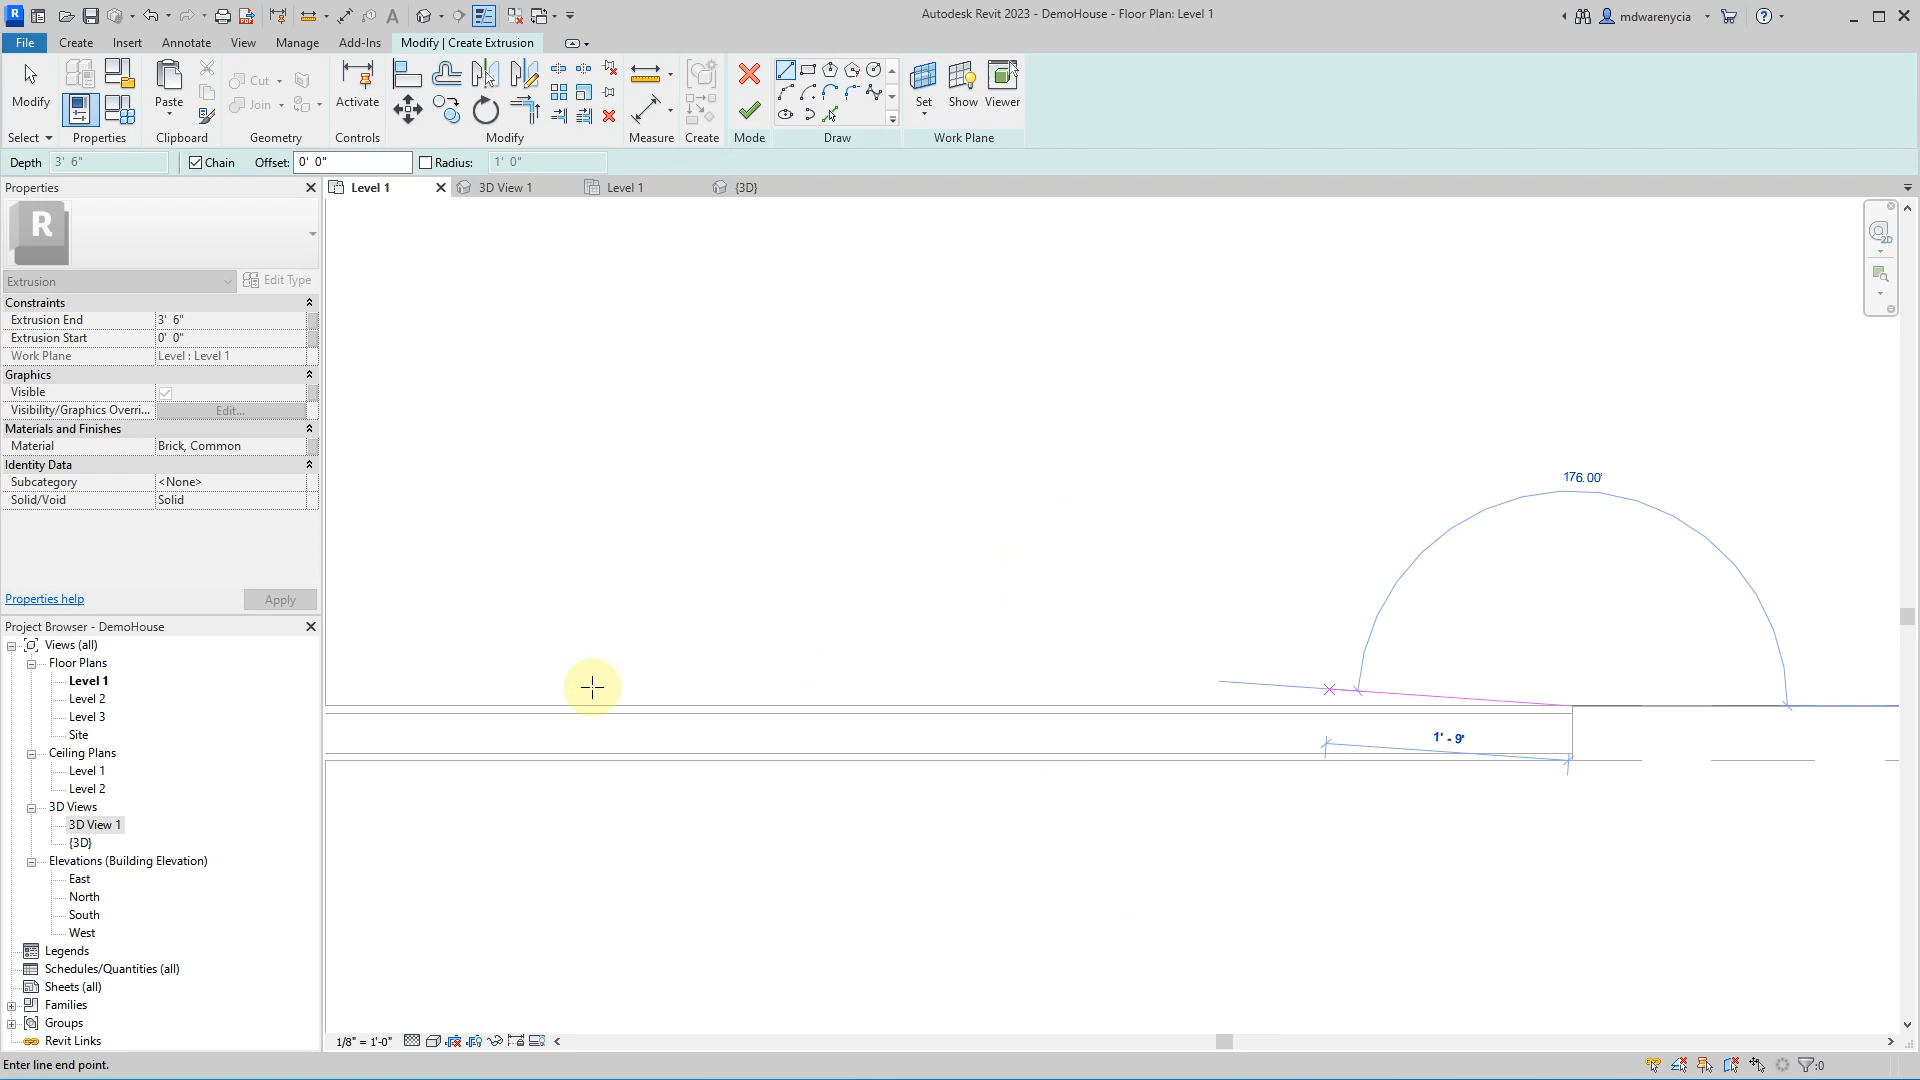 Autodesk Revit 2023 - DemoHouse - Floor Plan: Level 1
mdwarenycia
File
Create
Insert
Annotate
View
Manage
Add-Ins
Modify | Create Extrusion
Modify
Paste
Cut
Join
Activate
Set
Show
Viewer
Select
Properties
Clipboard
Geometry
Controls
Modify
Measure
Create
Mode
Draw
Work Plane
Depth 3' 6"
Chain
Offset: 0' 0"
Radius: 1' 0"
Properties
Level 1
3D View 1
Level 1
{3D}
R
Extrusion
Edit Type
Constraints
Extrusion End 3' 6"
Extrusion Start 0' 0"
Work Plane Level : Level 1
Graphics
Visible
Visibility/Graphics Overri... Edit...
Materials and Finishes
Material Brick, Common
Identity Data
Subcategory <None>
Solid/Void Solid
Properties help
Apply
Project Browser - DemoHouse
Views (all)
Floor Plans
Level 1
Level 2
Level 3
Site
Ceiling Plans
Level 1
Level 2
3D Views
3D View 1
{3D}
Elevations (Building Elevation)
East
North
South
West
Legends
Schedules/Quantities (all)
Sheets (all)
Families
Groups
Revit Links
2D
176.00°
1' - 9"
1/8" = 1'-0"
Enter line end point.
:0